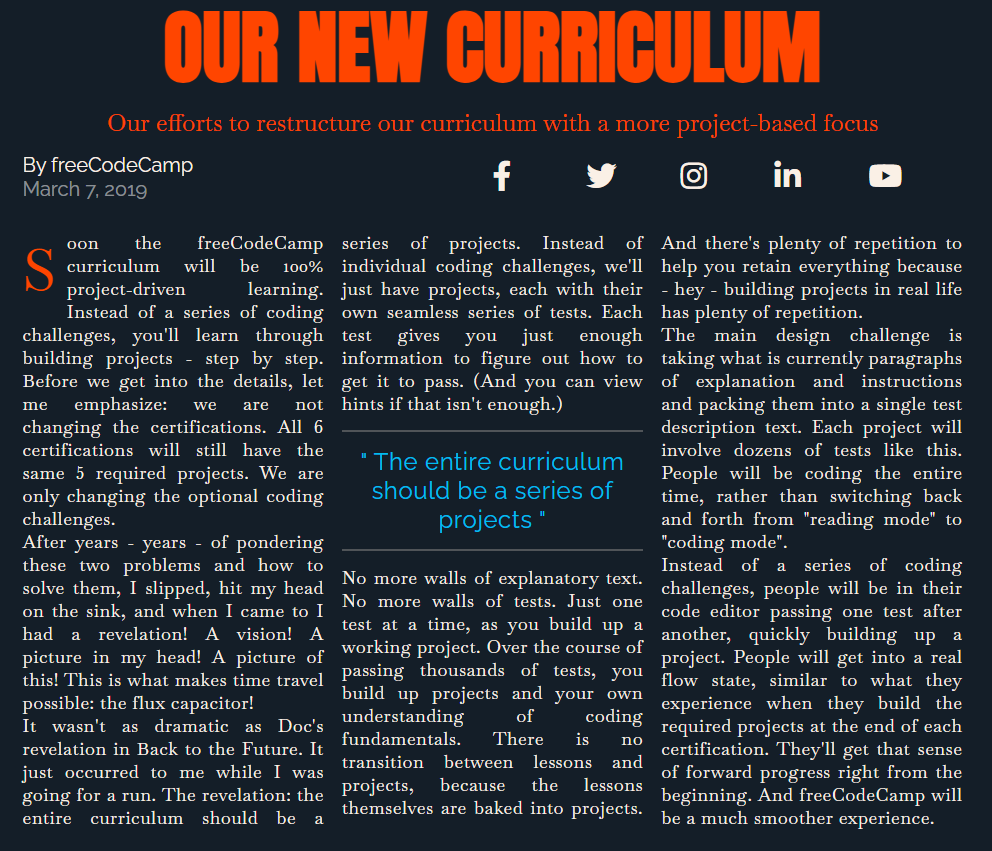 OUR NEW CURRICULUM
Our efforts to restructure our curriculum with a more project-based focus
By freeCodeCamp
March 7, 2019
Soon the freeCodeCamp
curriculum will be 100%
project-driven learning.
Instead of a series of coding
challenges, you'll learn through
building projects - step by step.
Before we get into the details, let
me emphasize: we are not
changing the certifications. All 6
certifications will still have the
same 5 required projects. We are
only changing the optional coding
challenges.
After years - years - of pondering
these two problems and how to
solve them, I slipped, hit my head
on the sink, and when I came to I
had a revelation! A vision! A
picture in my head! A picture of
this! This is what makes time travel
possible: the flux capacitor!
It wasn't as dramatic as Doc's
revelation in Back to the Future. It
just occurred to me while I was
going for a run. The revelation: the
entire curriculum should be a
series of projects. Instead of
individual coding challenges, we'll
just have projects, each with their
own seamless series of tests. Each
test gives you just enough
information to figure out how to
get it to pass. (And you can view
hints if that isn't enough.)
" The entire curriculum
should be a series of
projects "
No more walls of explanatory text.
No more walls of tests. Just one
test at a time, as you build up a
working project. Over the course of
passing thousands of tests, you
build up projects and your own
understanding of coding
fundamentals. There is no
transition between lessons and
projects, because the lessons
themselves are baked into projects.
And there's plenty of repetition to
help you retain everything because
- hey - building projects in real life
has plenty of repetition.
The main design challenge is
taking what is currently paragraphs
of explanation and instructions
and packing them into a single test
description text. Each project will
involve dozens of tests like this.
People will be coding the entire
time, rather than switching back
and forth from "reading mode" to
"coding mode".
Instead of a series of coding
challenges, people will be in their
code editor passing one test after
another, quickly building up a
project. People will get into a real
flow state, similar to what they
experience when they build the
required projects at the end of each
certification. They'll get that sense
of forward progress right from the
beginning. And freeCodeCamp will
be a much smoother experience.